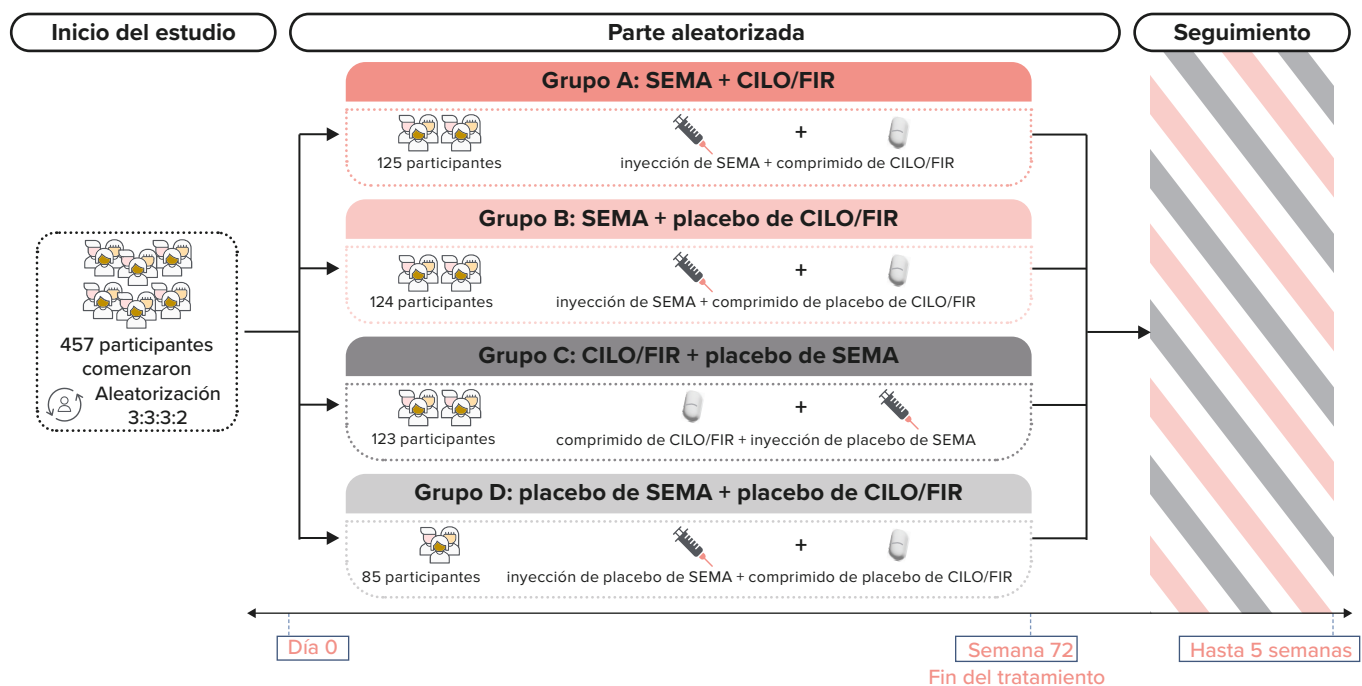 Inicio del estudio
Parte aleatorizada
Seguimiento
Grupo A: SEMA + CILO/FIR
+
125 participantes
inyección de SEMA + comprimido de CILO/FIR
Grupo B: SEMA + placebo de CILO/FIR
+
124 participantes
inyección de SEMA + comprimido de placebo de CILO/FIR
457 participantes
comenzaron
Aleatorización
3:3:3:2
Grupo C: CILO/FIR + placebo de SEMA
+
123 participantes
comprimido de CILO/FIR + inyección de placebo de SEMA
Grupo D: placebo de SEMA + placebo de CILO/FIR
+
85 participantes
inyección de placebo de SEMA + comprimido de placebo de CILO/FIR
Día 0
Semana 72
Fin del tratamiento
Hasta 5 semanas